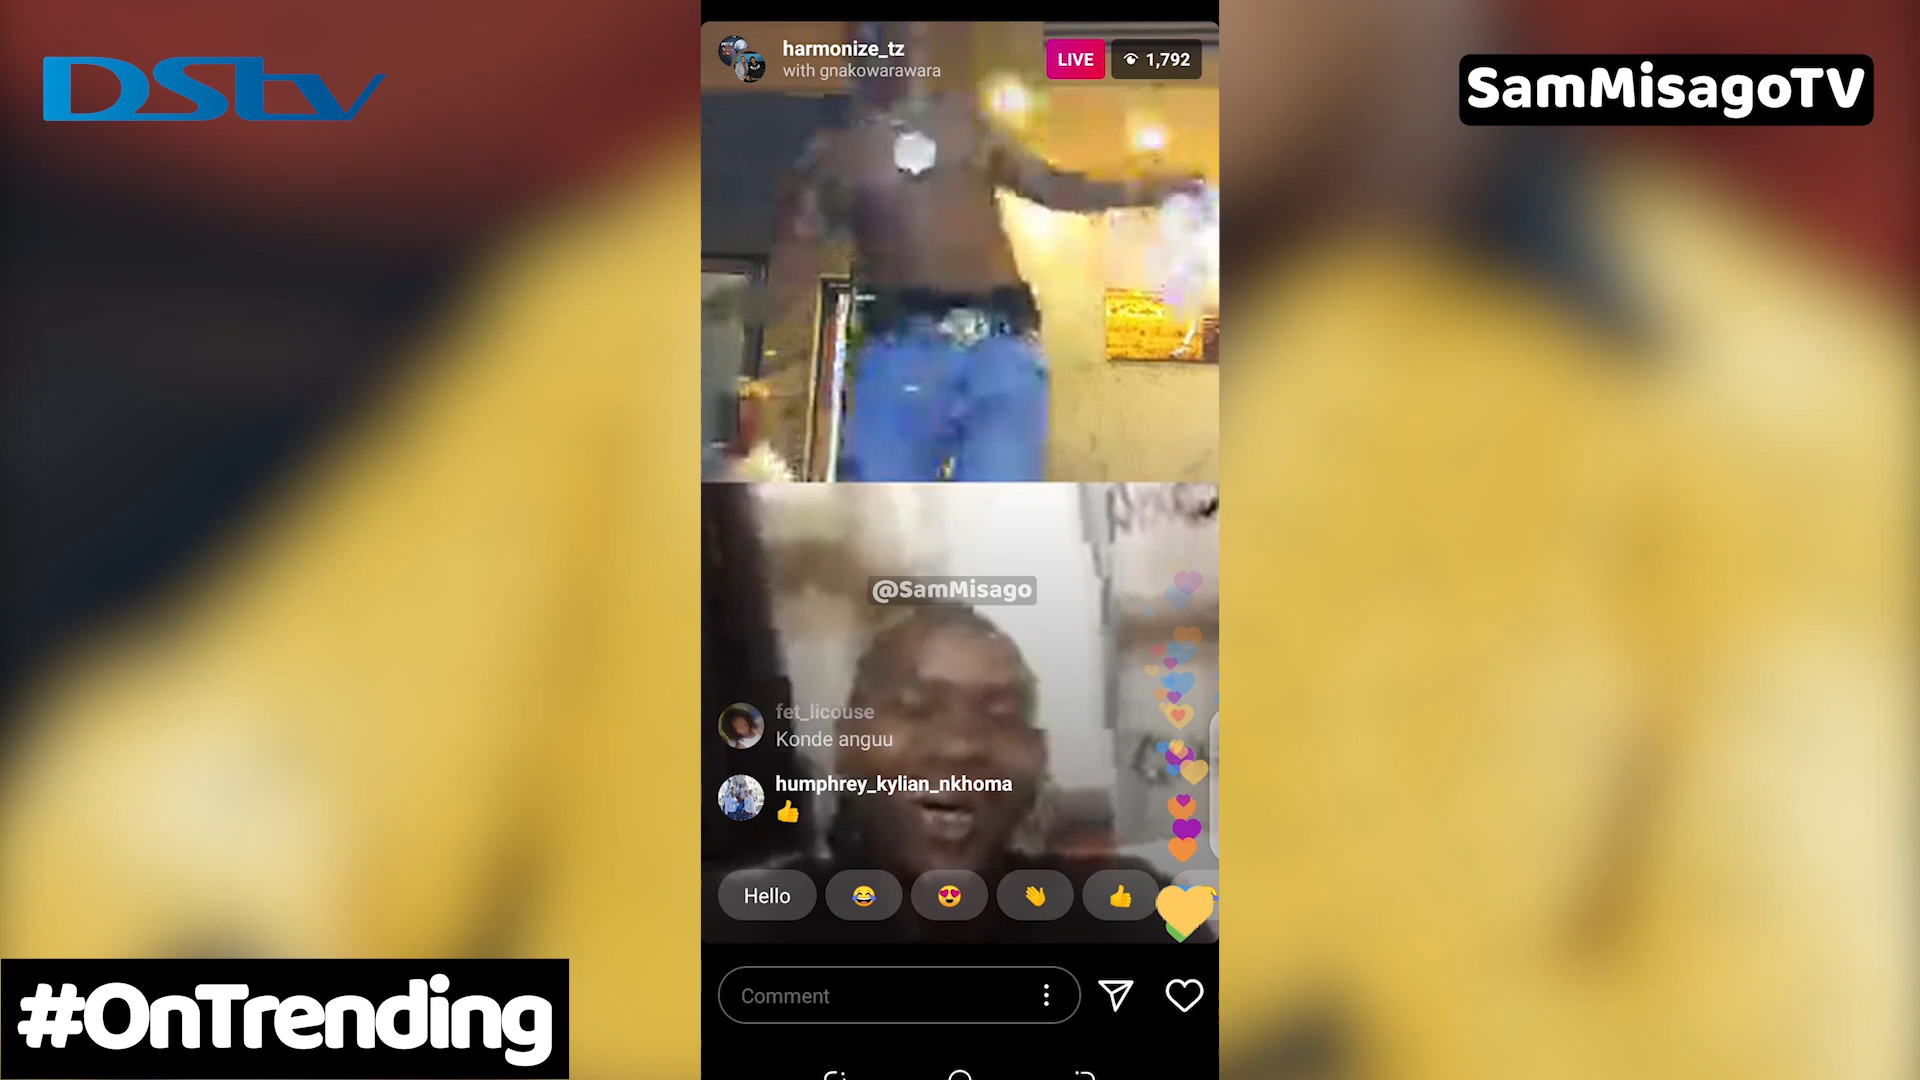 DStv
harmonize_tz
with gnakowarawara
LIVE
1,792
SamMisagoTV
@SamMisago
fet_licouse
Konde anguu
humphrey_kylian_nkhoma
👍
Hello
😂
😍
👋
👍
Comment
#OnTrending